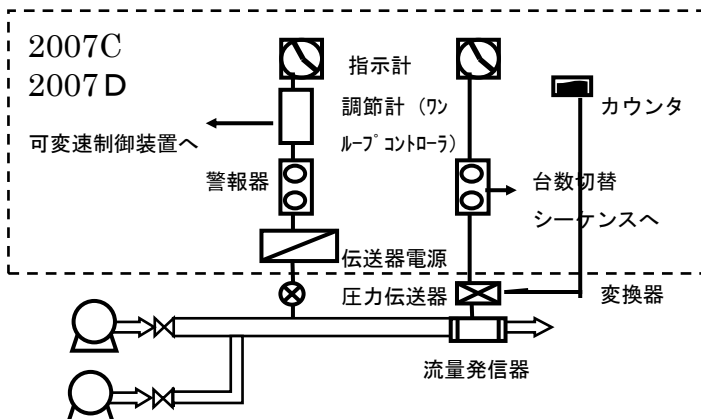 2007C
2007D
指示計
調節計（ワン
ループコントローラ）
カウンタ
可変速制御装置へ
警報器
台数切替
シーケンスへ
伝送器電源
圧力伝送器
変換器
流量発信器